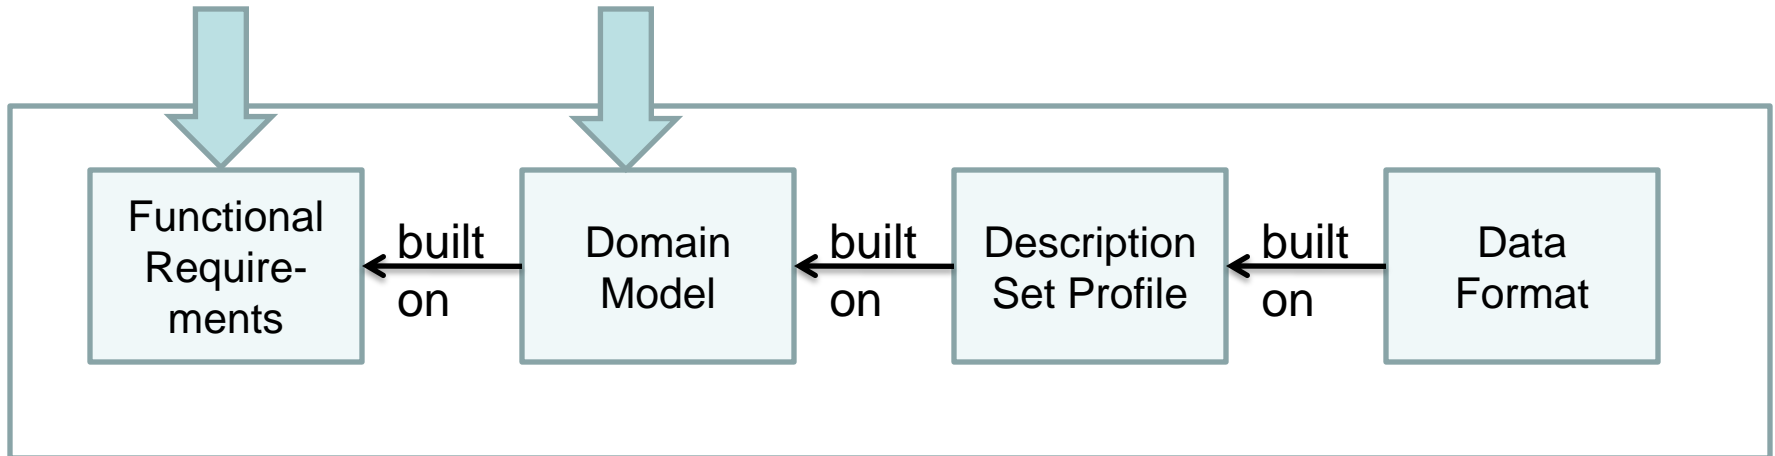 Functional
Require-
ments
built
on
Domain
Model
built
on
Description
Set Profile
built
on
Data
Format